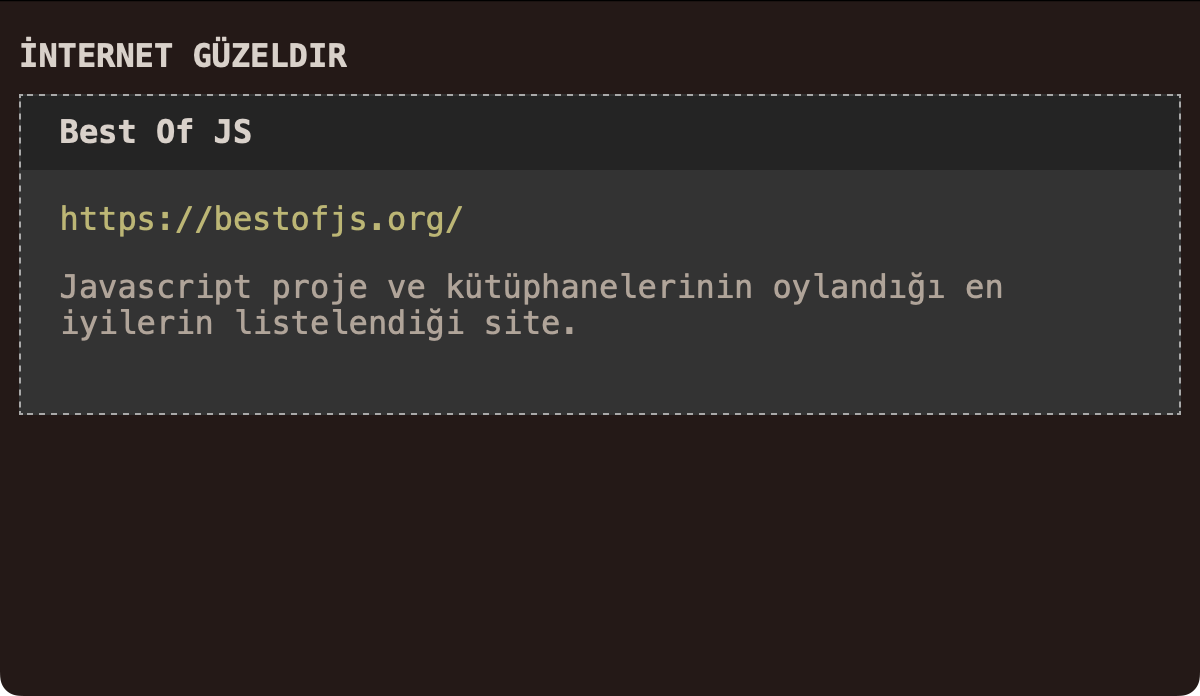 İNTERNET GÜZELDIR
Best Of JS
https://bestofjs.org/
Javascript proje ve kütüphanelerinin oylandığı en
iyilerin listelendiği site.